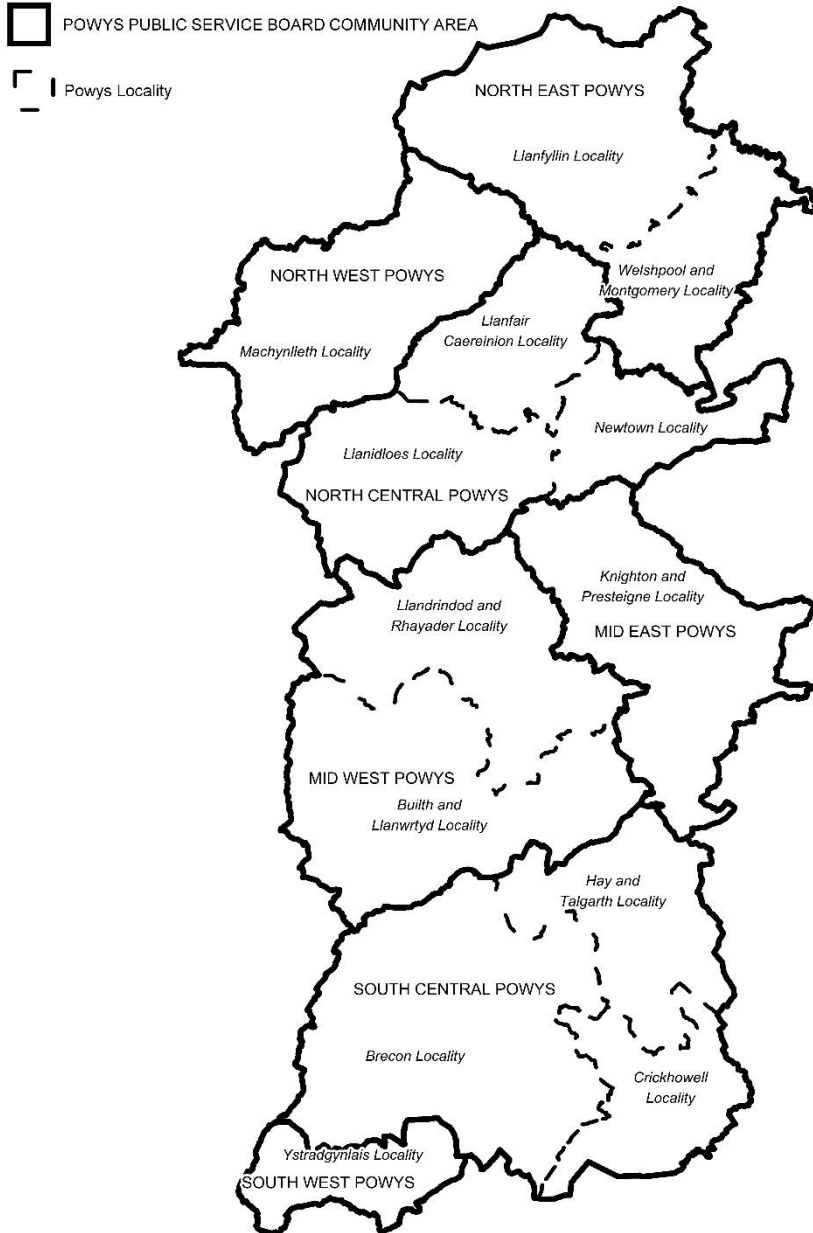 POWYS PUBLIC SERVICE BOARD COMMUNITY AREA
Powys Locality
NORTH EAST POWYS
Llanfyllin Locality
Welshpool and
Montgomery Locality
NORTH WEST POWYS
Machynlleth Locality
Llanfair
Caereinion Locality
Newtown Locality
Llanidloes Locality
NORTH CENTRAL POWYS
Knighton and
Presteigne Locality
MID EAST POWYS
Llandrindod and
Rhayader Locality
MID WEST POWYS
Builth and
Llanwrtyd Locality
Hay and
Talgarth Locality
SOUTH CENTRAL POWYS
Brecon Locality
Crickhowell
Locality
Ystradgynlais Locality
SOUTH WEST POWYS